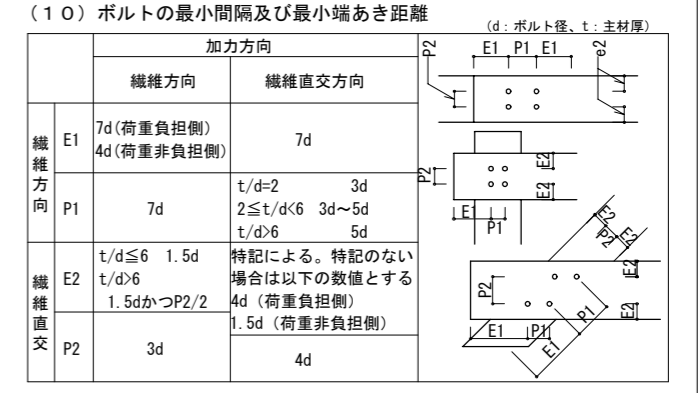 （１０）ボルトの最小間隔及び最小端あき距離
（d：ボルト径、t：主材厚）
加力方向
繊維方向
繊維直交方向
繊維方向
E1
7d(荷重負担側)
4d(荷重非負担側)
7d
P1
7d
t/d=2 3d
2≦t/d<6 3d～5d
t/d>6 5d
繊維直交
E2
t/d≦6 1.5d
t/d>6
1.5dかつP2/2
特記による。特記のない
場合は以下の数値とする
4d（荷重負担側）
1.5d（荷重非負担側）
P2
3d
4d
P2
E1
P1
E1
e2
P2
E2
E2
E1
P1
E2
P2
E2
P2
E2
E2
E1
P1
P1
E1